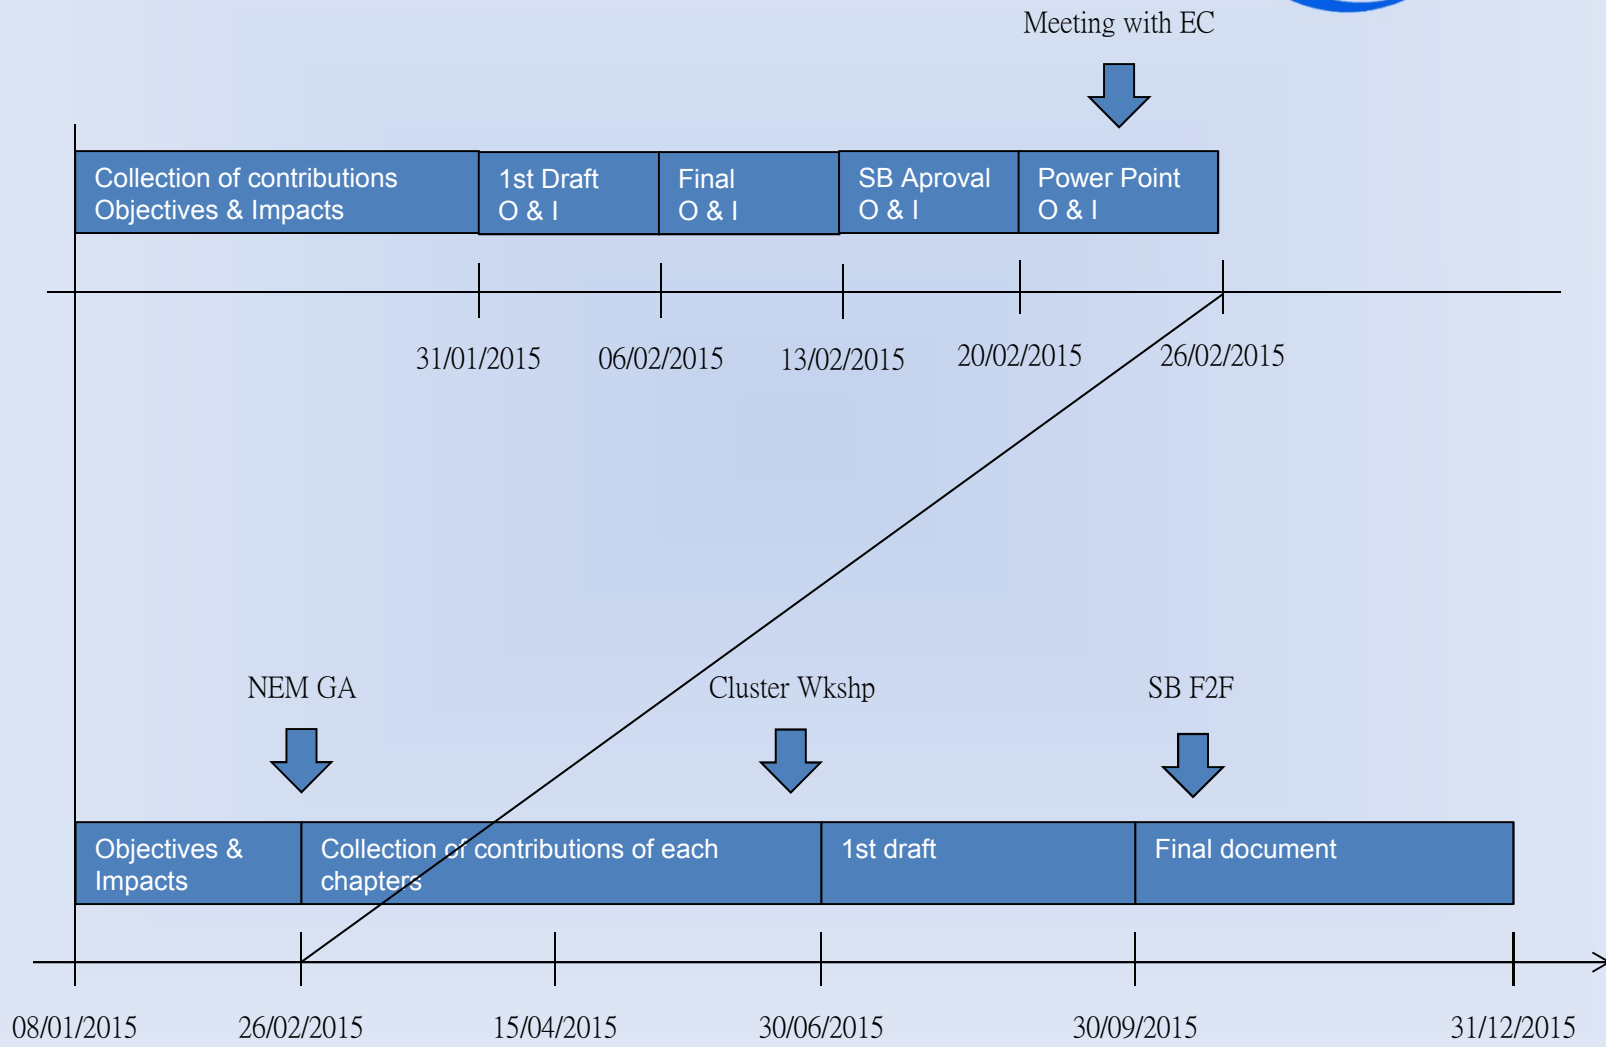 Meeting with EC
Collection of contributions
Objectives & Impacts
1st Draft
O & I
Final
O & I
SB Aproval
O & I
Power Point
O & I
31/01/2015
06/02/2015
13/02/2015
20/02/2015
26/02/2015
NEM GA
Cluster Wkshp
SB F2F
Objectives &
Impacts
Collection of contributions of each
chapters
1st draft
Final document
08/01/2015
26/02/2015
15/04/2015
30/06/2015
30/09/2015
31/12/2015